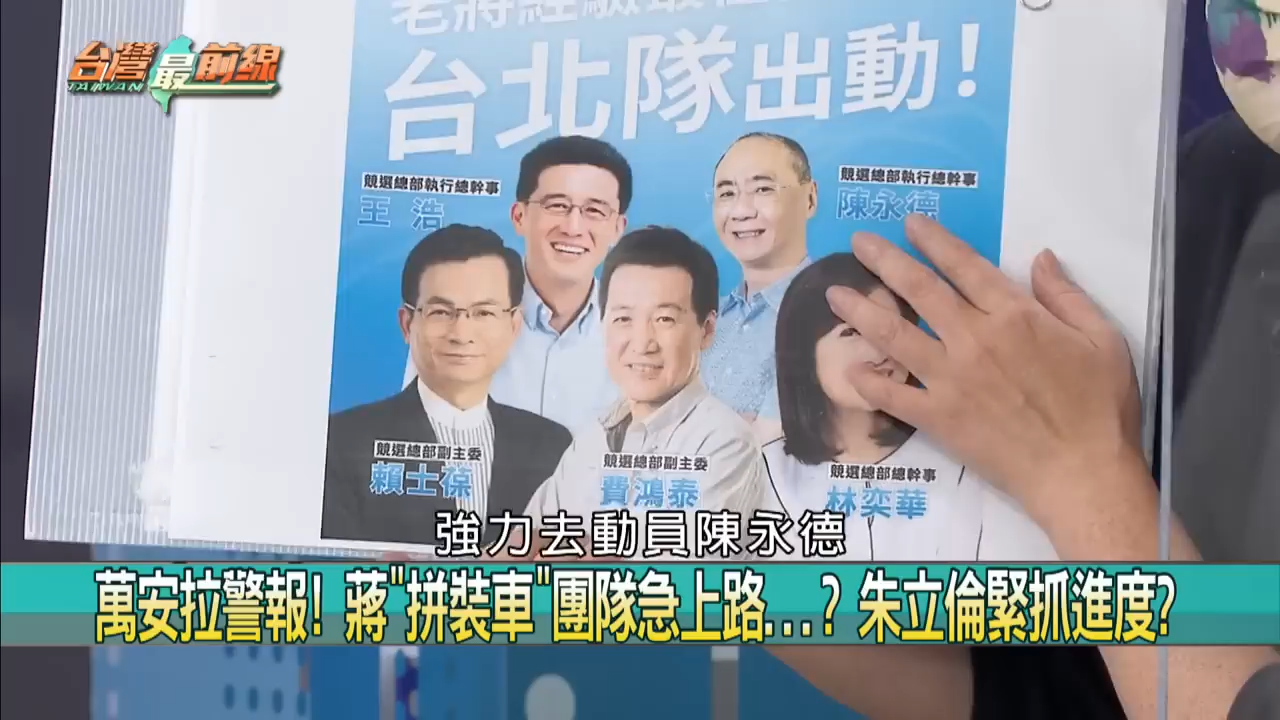 台灣最前線
TAIWAN
台北隊出動！
競選總部執行總幹事
王浩
競選總部執行總幹事
陳永德
競選總部副主委
賴士葆
競選總部副主委
費鴻泰
競選總部總幹事
林奕華
強力去動員陳永德
萬安拉警報! 蔣"拼裝車"團隊急上路...? 朱立倫緊抓進度?